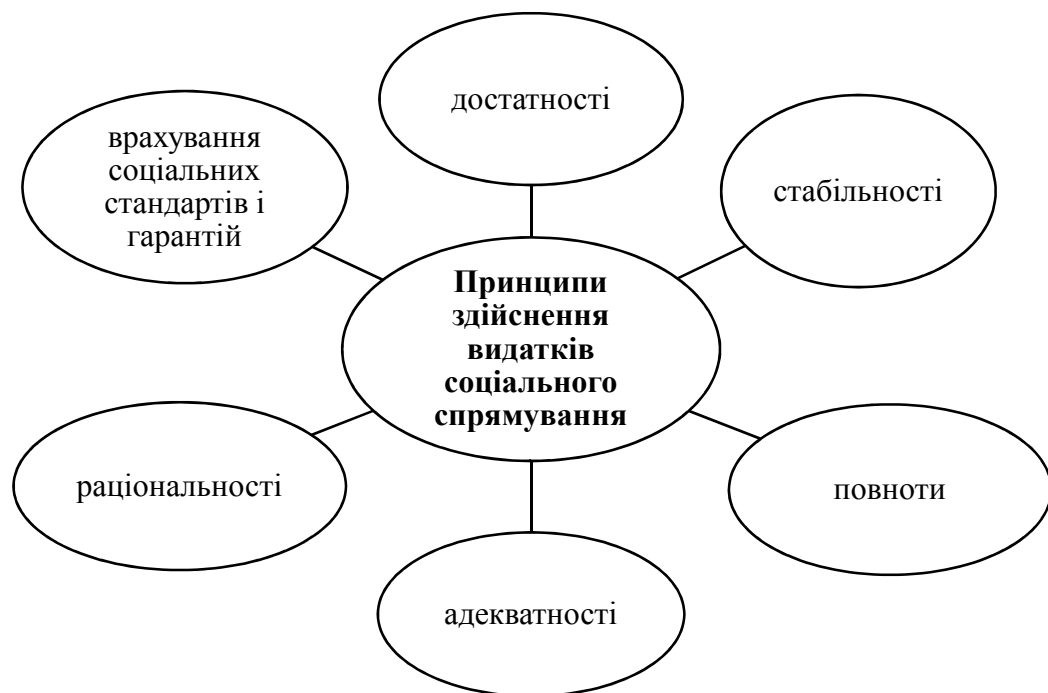 достатності
врахування
соціальних
стандартів і
гарантій
стабільності
Принципи
здійснення
видатків
соціального
спрямування
раціональності
повноти
адекватності